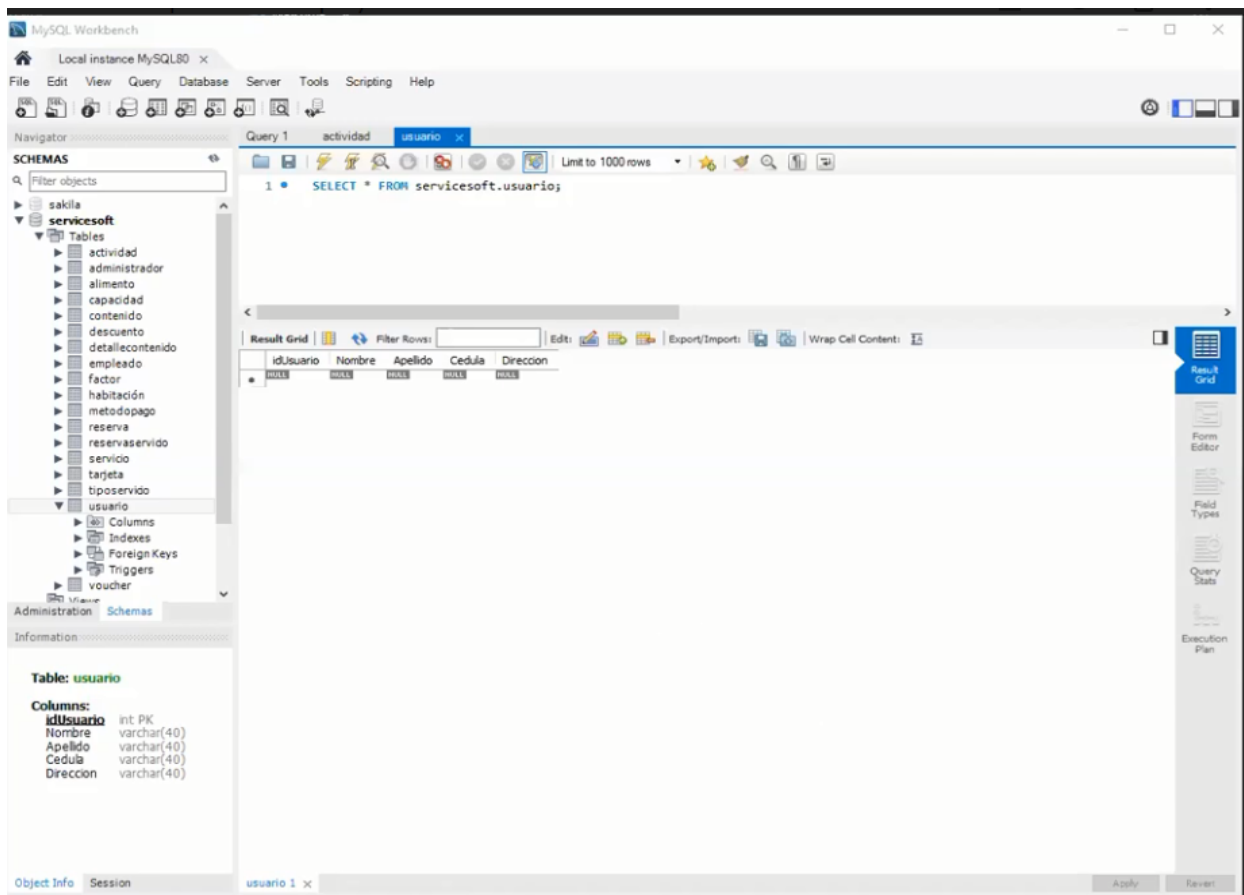 MySQL Workbench
Local instance MySQL80
File Edit View Query Database Server Tools Scripting Help
Navigator
SCHEMAS
Filter objects
sakila
servicesoft
Tables
actividad
administrador
alimento
capacidad
contenido
descuento
detallecontenido
empleado
factor
habitación
metodopago
reserva
reservaservido
servicio
tarjeta
tiposervido
usuario
Columns
Indexes
Foreign Keys
Triggers
voucher
Views
Administration Schemas
Information
Table: usuario
Columns:
idUsuario int PK
Nombre varchar(40)
Apellido varchar(40)
Cedula varchar(40)
Direccion varchar(40)
Object Info Session
Query 1 actividad usuario
Limit to 1000 rows
1 SELECT * FROM servicesoft.usuario;
Result Grid Filter Rows: Edit: Export/Import: Wrap Cell Content:
idUsuario Nombre Apellido Cedula Direccion
NULL NULL NULL NULL NULL
Result
Grid
Form
Editor
Field
Types
Query
Stats
Execution
Plan
usuario 1
Apply Revert